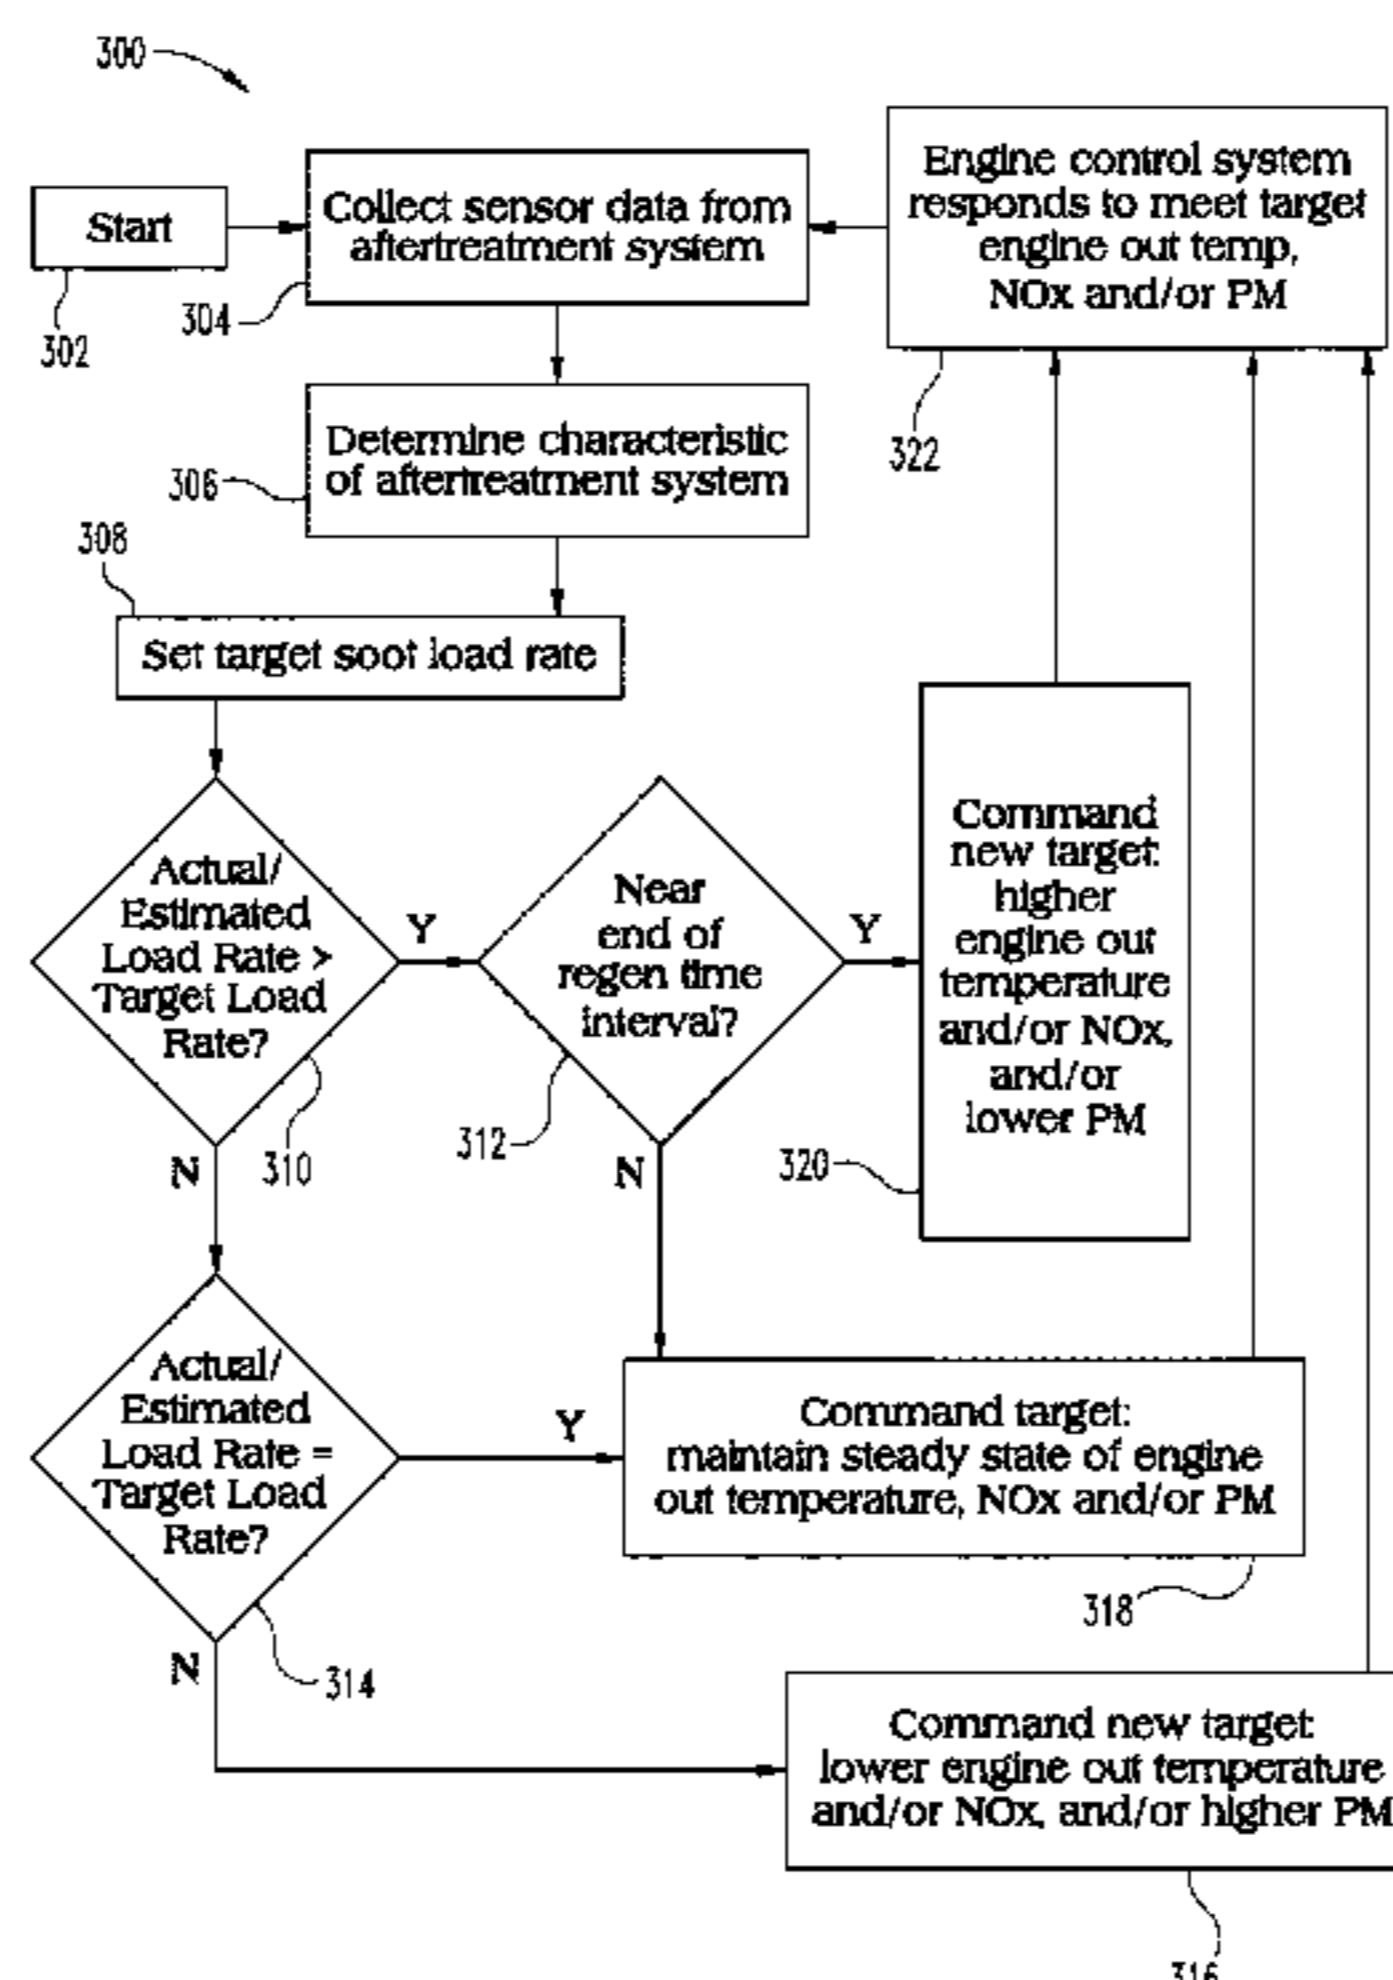 300
Start
302
Collect sensor data from
aftertreatment system
304
Engine control system
responds to meet target
engine out temp,
NOx and/or PM
322
Determine characteristic
of aftertreatment system
306
308
Set target soot load rate
Actual/
Estimated
Load Rate >
Target Load
Rate?
310
Y
N
Near
end of
regen time
interval?
312
Y
N
Command
new target:
higher
engine out
temperature
and/or NOx,
and/or
lower PM
320
Actual/
Estimated
Load Rate =
Target Load
Rate?
314
Y
N
Command target:
maintain steady state of engine
out temperature, NOx and/or PM
318
Command new target:
lower engine out temperature
and/or NOx, and/or higher PM
316